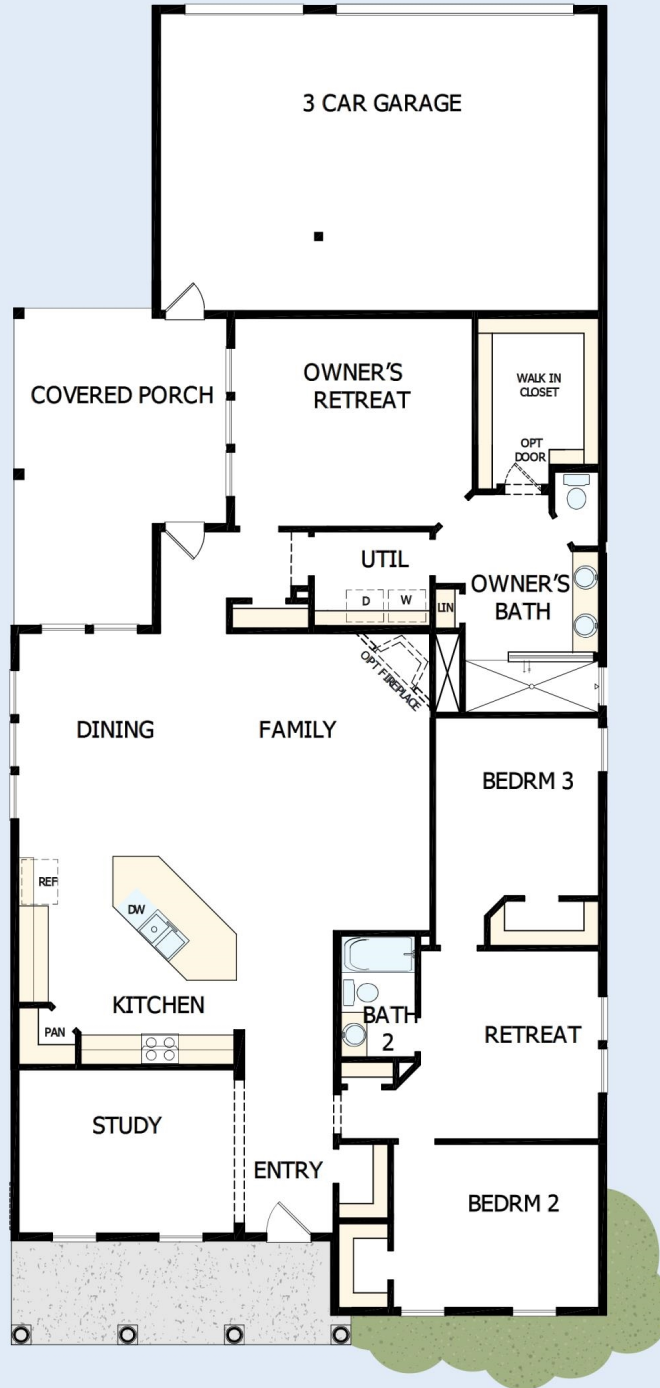 3 CAR GARAGE
OWNER'S
RETREAT
WALK IN
CLOSET
COVERED PORCH
OPT
DOOR
UTIL
OWNER'S
BATH
D
W
LIN
OPT FIREPLACE
DINING
FAMILY
BEDRM 3
REF
DW
KITCHEN
BATH
2
PAN
RETREAT
STUDY
ENTRY
BEDRM 2